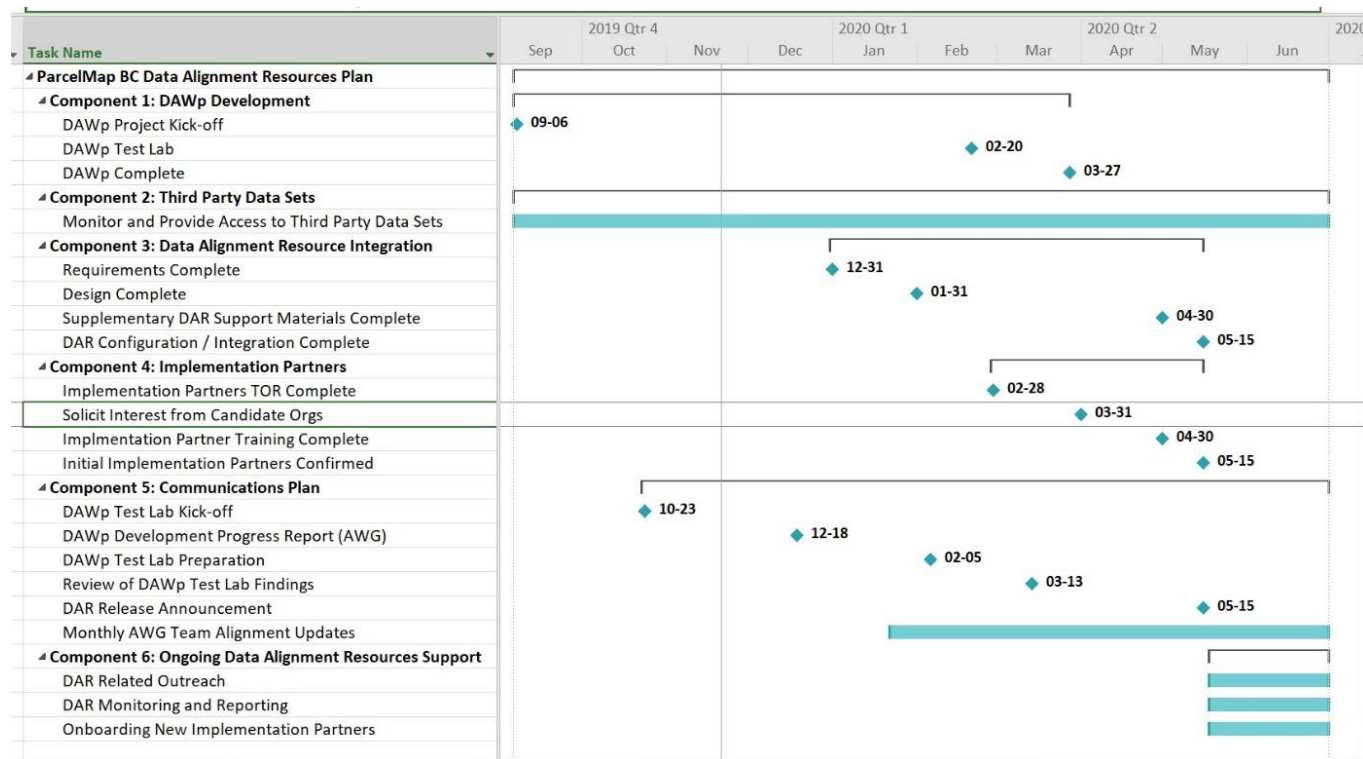 2019 Qtr 4 2020 Qtr 1 2020 Qtr 2 2020
Task Name Sep Oct Nov Dec Jan Feb Mar Apr May Jun
ParcelMap BC Data Alignment Resources Plan
Component 1: DAWp Development
DAWp Project Kick-off 09-06
DAWp Test Lab 02-20
DAWp Complete 03-27
Component 2: Third Party Data Sets
Monitor and Provide Access to Third Party Data Sets
Component 3: Data Alignment Resource Integration
Requirements Complete 12-31
Design Complete 01-31
Supplementary DAR Support Materials Complete 04-30
DAR Configuration / Integration Complete 05-15
Component 4: Implementation Partners
Implementation Partners TOR Complete 02-28
Solicit Interest from Candidate Orgs 03-31
Implmentation Partner Training Complete 04-30
Initial Implementation Partners Confirmed 05-15
Component 5: Communications Plan
DAWp Test Lab Kick-off 10-23
DAWp Development Progress Report (AWG) 12-18
DAWp Test Lab Preparation 02-05
Review of DAWp Test Lab Findings 03-13
DAR Release Announcement 05-15
Monthly AWG Team Alignment Updates
Component 6: Ongoing Data Alignment Resources Support
DAR Related Outreach
DAR Monitoring and Reporting
Onboarding New Implementation Partners